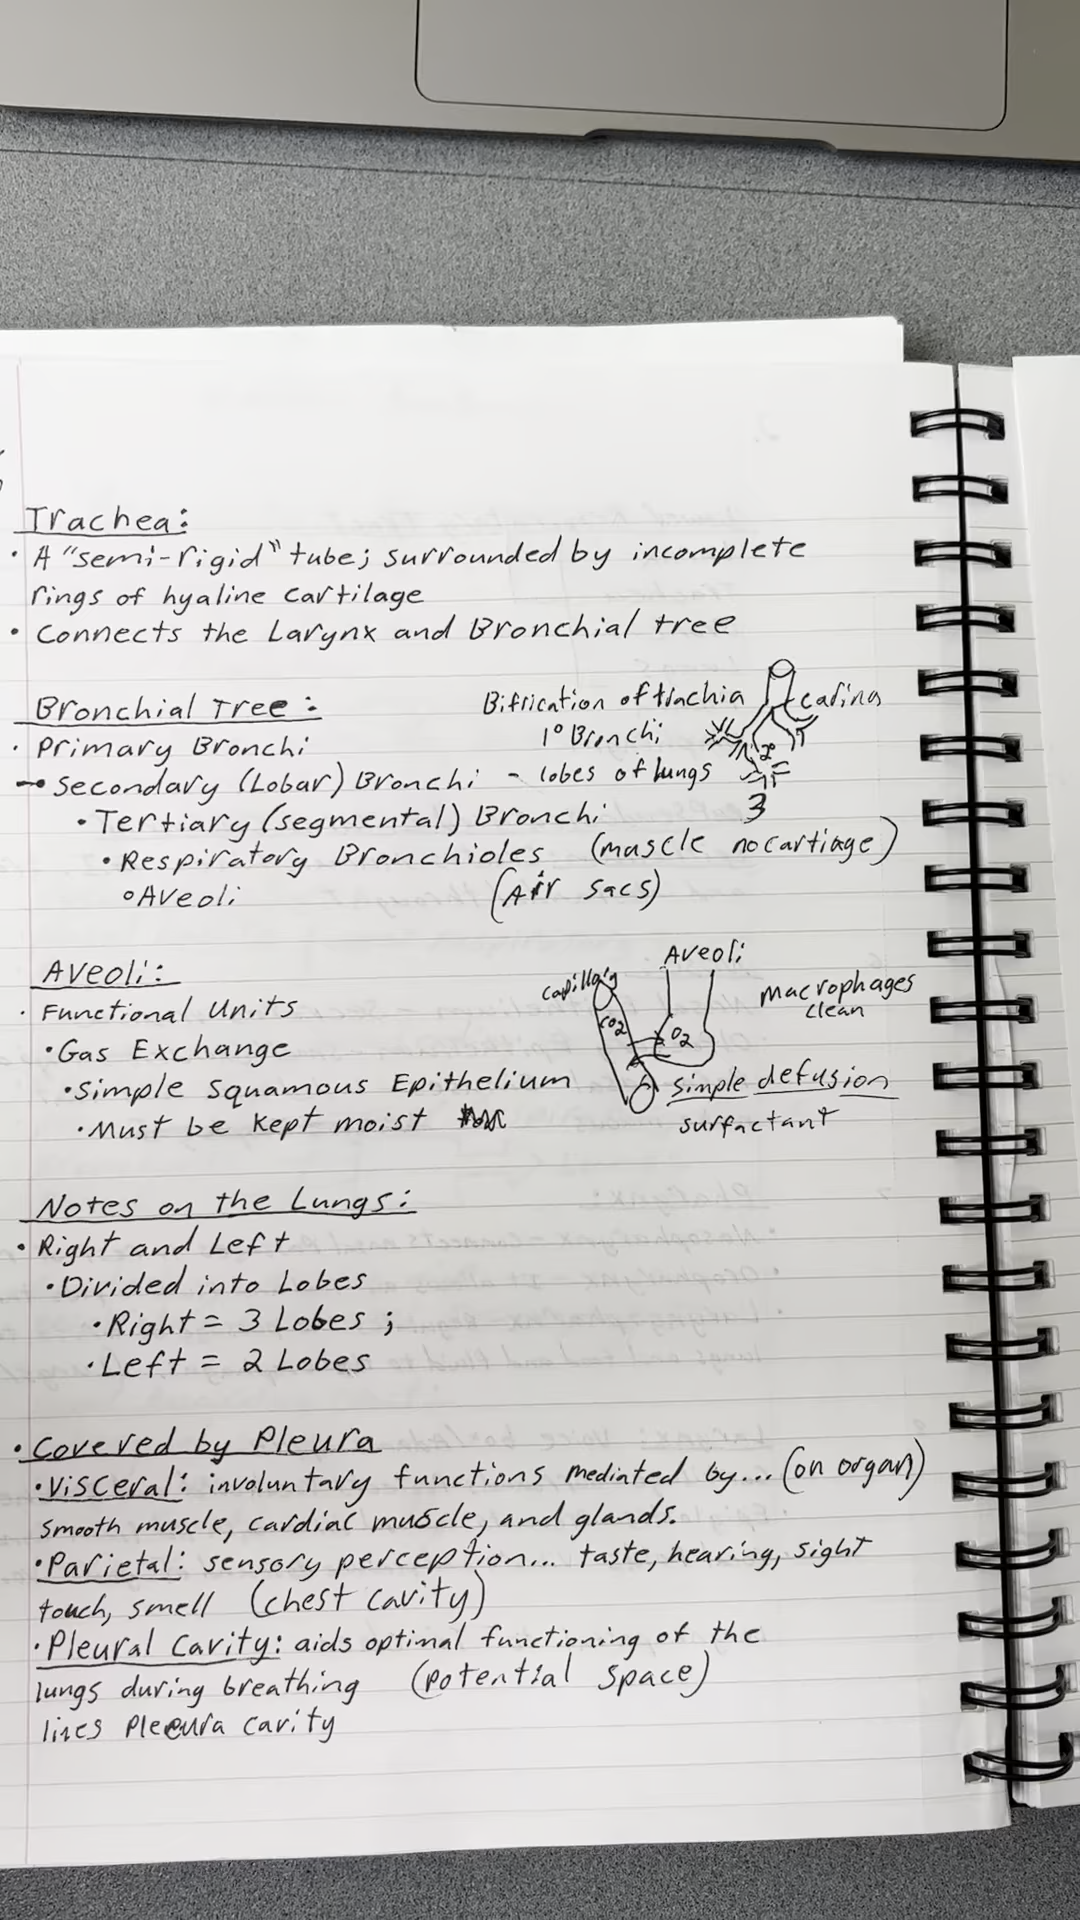 Trachea:
• A "semi-rigid" tube; surrounded by incomplete
rings of hyaline cartilage
• Connects the Larynx and Bronchial tree
Bronchial Tree:
Bifrication of trachia
carina
• Primary Bronchi
1° Bronchi
→ Secondary (Lobar) Bronchi - lobes of lungs
2°
3
• Tertiary (segmental) Bronchi
• Respiratory Bronchioles (muscle no cartiage)
° Aveoli (Air sacs)
Aveoli:
Aveoli
• Functional Units
macrophages
clean
CO2
O2
• Gas Exchange
• Simple Squamous Epithelium
simple defusion
• Must be kept moist
surfactant
Notes on the Lungs:
• Right and Left
• Divided into Lobes
• Right = 3 Lobes;
• Left = 2 Lobes
• Covered by Pleura
• Visceral: involuntary functions mediated by... (on organ)
smooth muscle, cardiac muscle, and glands.
• Parietal: sensory perception... taste, hearing, sight
touch, smell (chest cavity)
• Pleural Cavity: aids optimal functioning of the
lungs during breathing (potential space)
lines Pleeura cavity